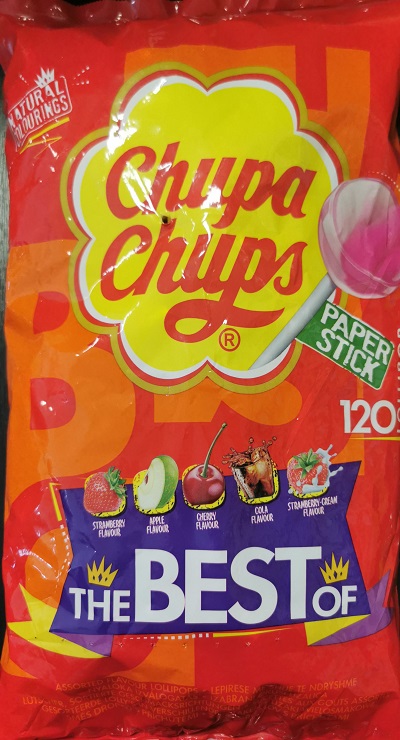 NATURAL
COLOURINGS
Chupa
Chups
®
PAPER
STICK
120
STRAWBERRY
FLAVOUR
APPLE
FLAVOUR
CHERRY
FLAVOUR
COLA
FLAVOUR
STRAWBERRY-CREAM
FLAVOUR
THE BEST OF